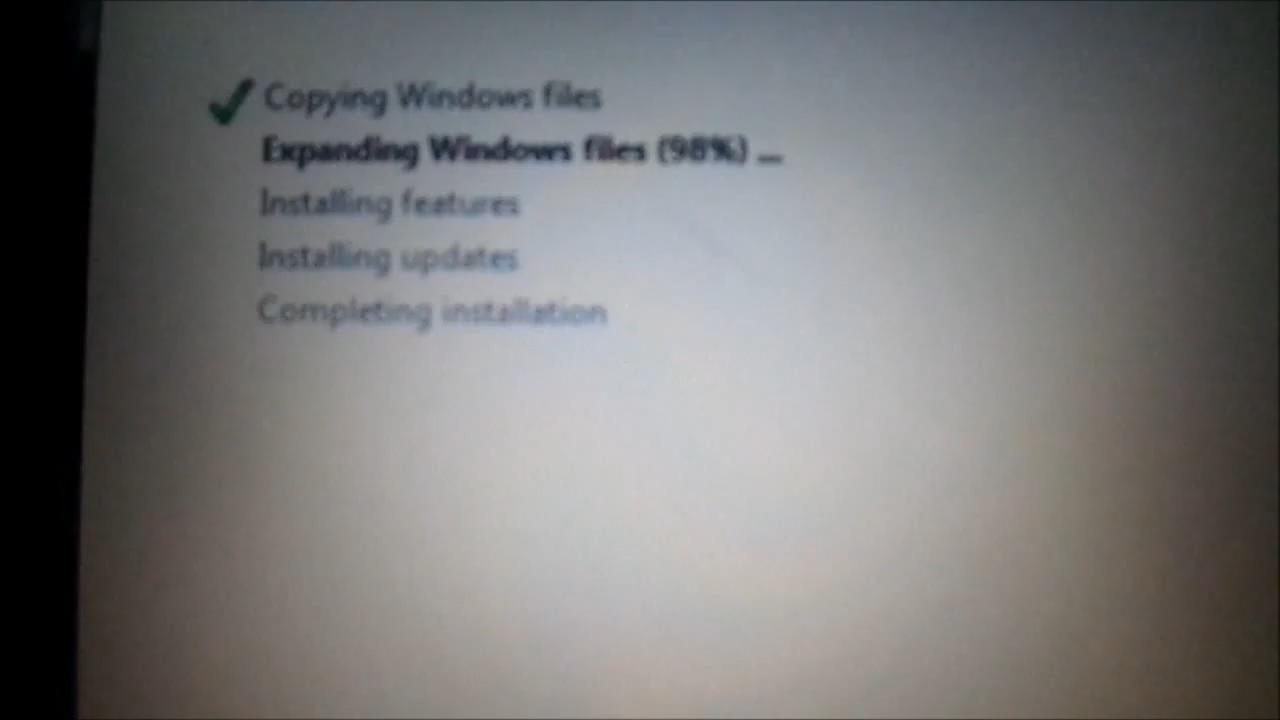 Copying Windows files
Expanding Windows files (98%) ...
Installing features
Installing updates
Completing installation